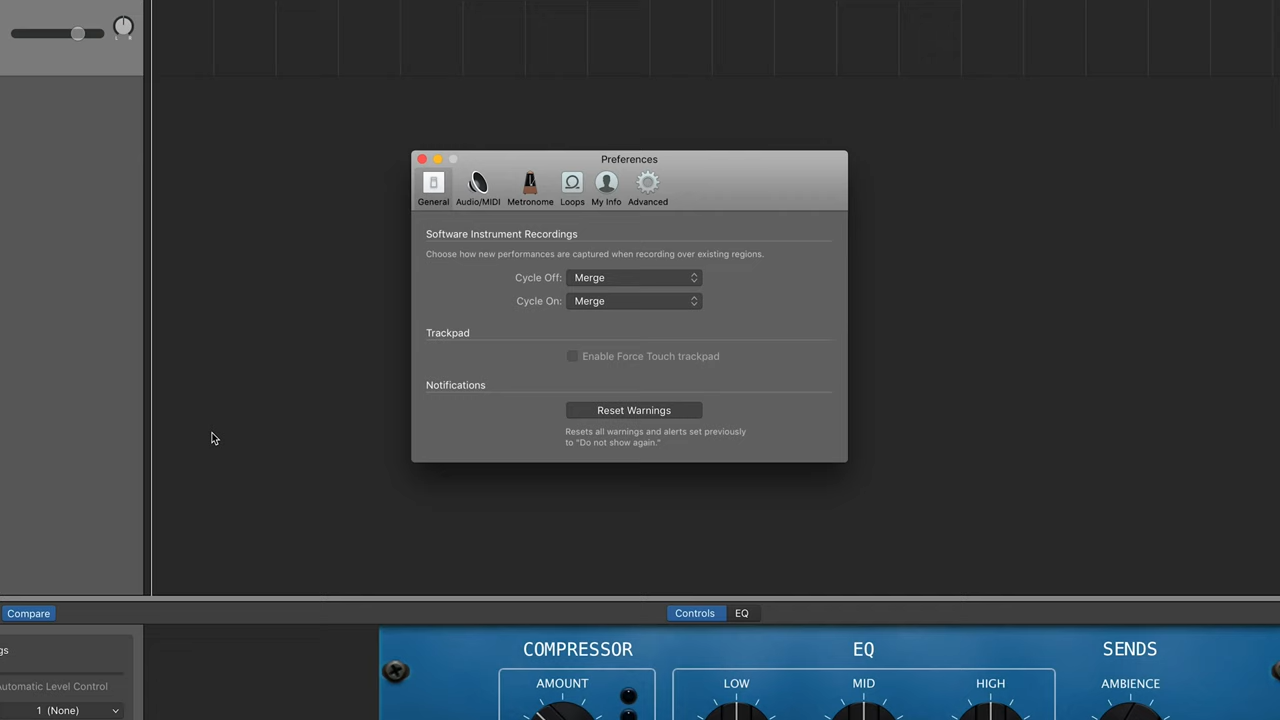 L R
Preferences
General Audio/MIDI Metronome Loops My Info Advanced
Software Instrument Recordings
Choose how new performances are captured when recording over existing regions.
Cycle Off: Merge
Cycle On: Merge
Trackpad
Enable Force Touch trackpad
Notifications
Reset Warnings
Resets all warnings and alerts set previously
to "Do not show again."
Compare
Controls EQ
gs
Automatic Level Control
1 (None)
COMPRESSOR EQ SENDS
AMOUNT LOW MID HIGH AMBIENCE